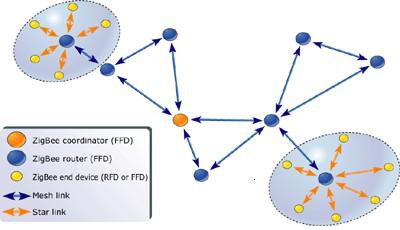 ZigBee coordinator (FFD)
ZigBee router (FFD)
ZigBee end device (RFD or FFD)
Mesh link
Star link